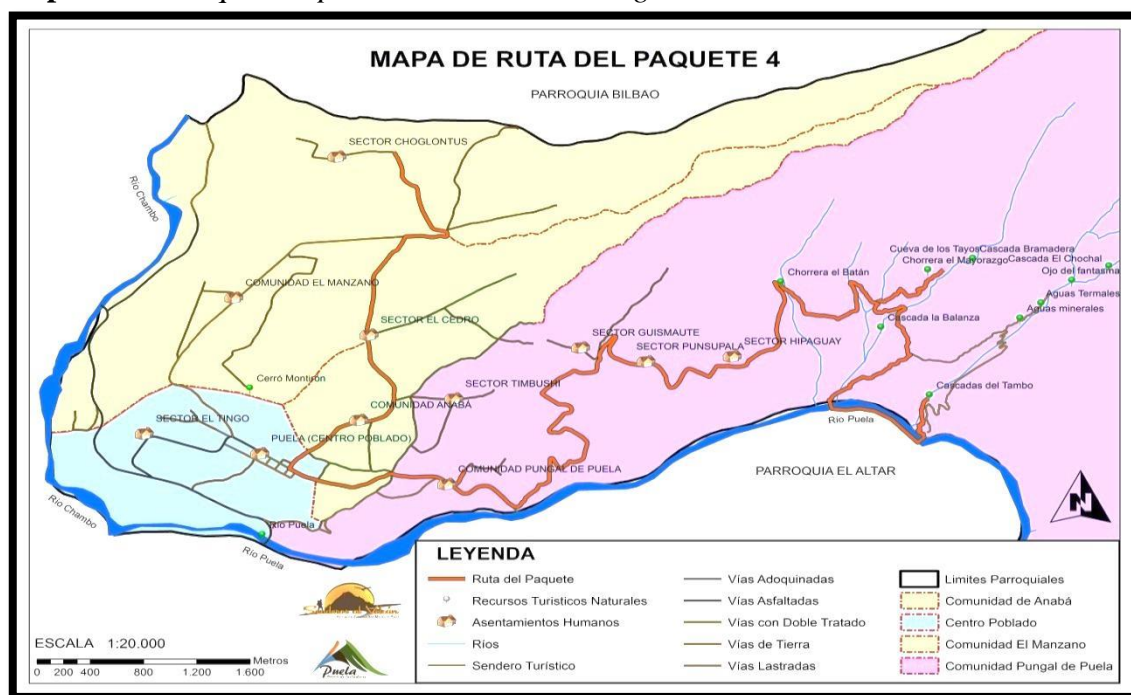 MAPA DE RUTA DEL PAQUETE 4
PARROQUIA BILBAO
SECTOR CHOGLONTUS
Río Chambo
Cueva de los Tayos
Cascada Bramadera
Chorrera el Mayorazgo
Cascada El Chochal
Chorrera el Batán
Ojo del fantasma
COMUNIDAD EL MANZANO
Aguas Termales
Aguas minerales
SECTOR EL CEDRO
Cascada la Balanza
SECTOR GUISMAUTE
SECTOR PUNSUPALA
SECTOR HIPAGUAY
Cerró Montirón
SECTOR TIMBUSHI
Cascadas del Tambo
COMUNIDAD ANABÁ
SECTOR EL TINGO
Río Puela
PUELA (CENTRO POBLADO)
COMUNIDAD PUNGAL DE PUELA
PARROQUIA EL ALTAR
N
Río Chambo
Río Puela
Río Puela
LEYENDA
Ruta del Paquete
Recursos Turisticos Naturales
Asentamientos Humanos
Ríos
Sendero Turístico
Vías Adoquinadas
Vías Asfaltadas
Vías con Doble Tratado
Vías de Tierra
Vías Lastradas
Limites Parroquiales
Comunidad de Anabá
Centro Poblado
Comunidad El Manzano
Comunidad Pungal de Puela
Puela
ESCALA 1:20.000
Metros
0 200 400 800 1.200 1.600